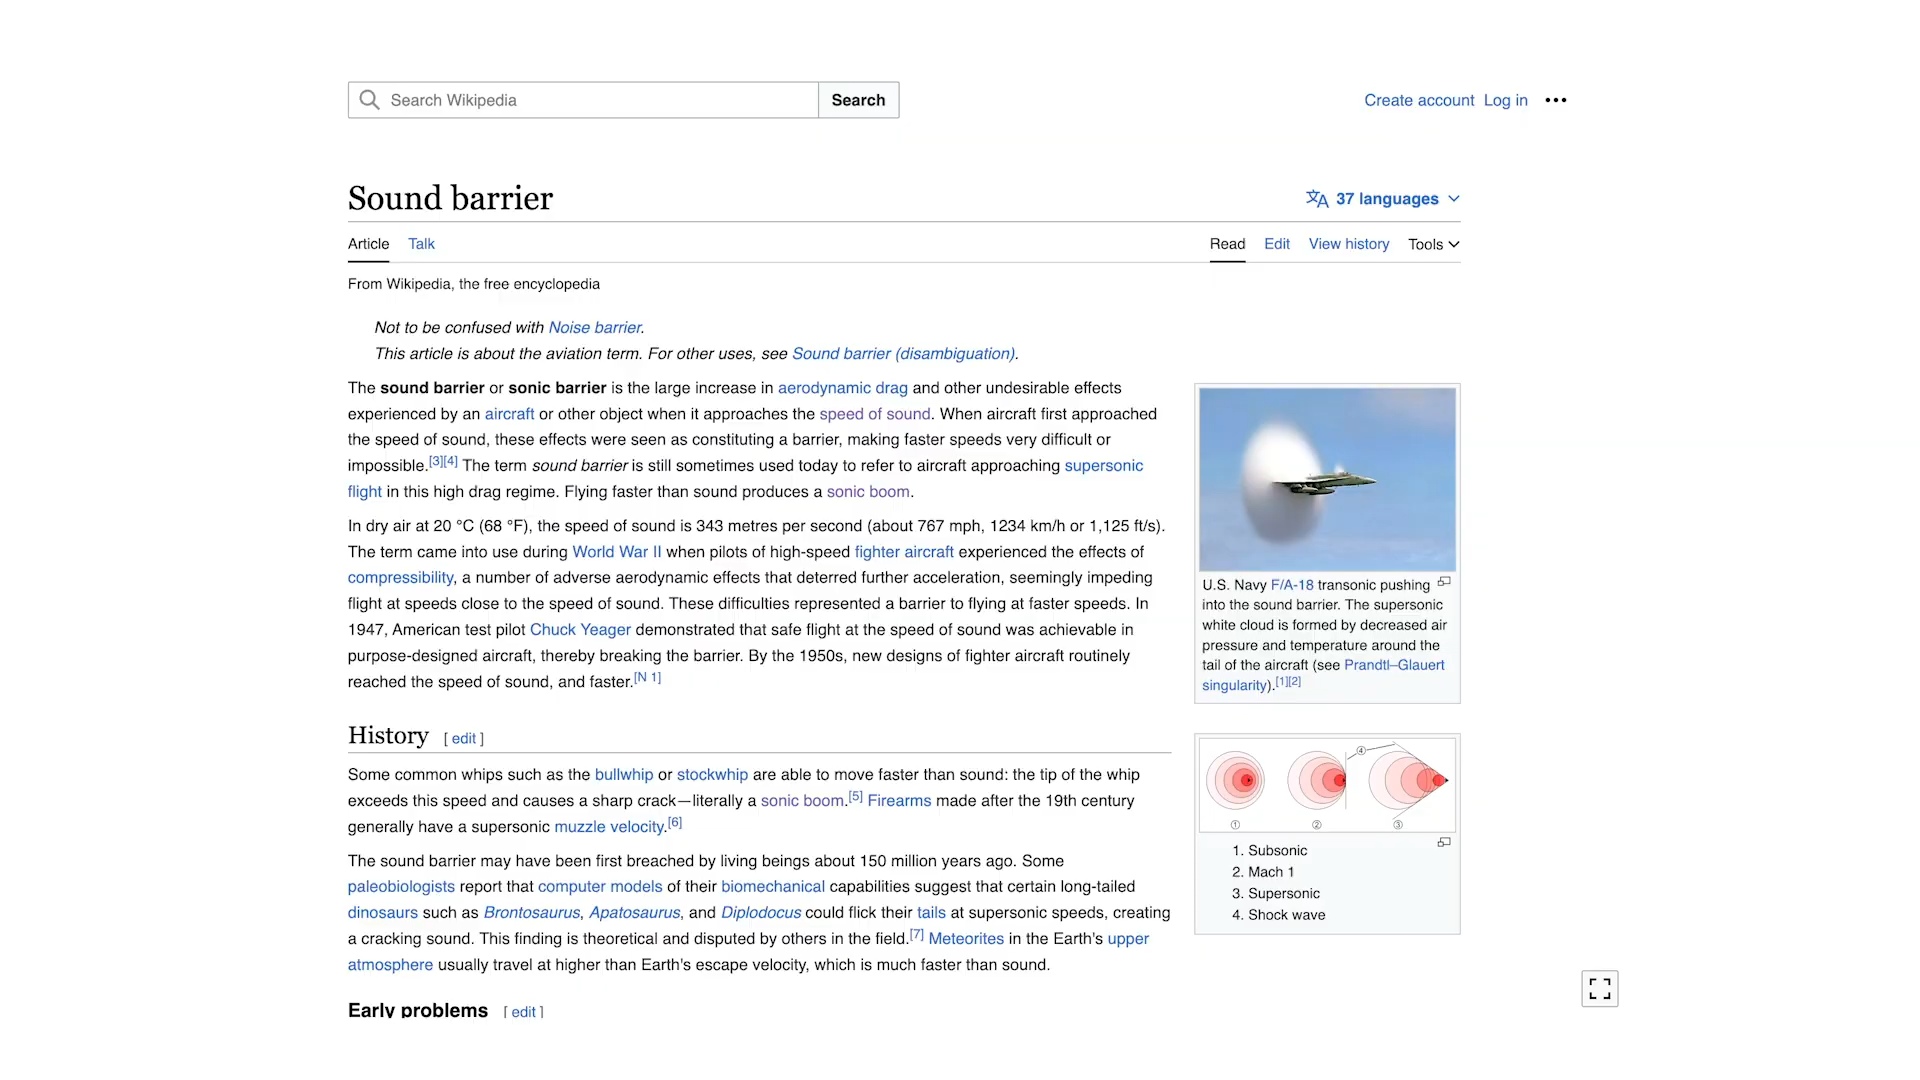 Search Wikipedia
Search
Create account Log in
Sound barrier
37 languages
Article Talk
Read Edit View history Tools
From Wikipedia, the free encyclopedia
Not to be confused with Noise barrier.
This article is about the aviation term. For other uses, see Sound barrier (disambiguation).
The sound barrier or sonic barrier is the large increase in aerodynamic drag and other undesirable effects
experienced by an aircraft or other object when it approaches the speed of sound. When aircraft first approached
the speed of sound, these effects were seen as constituting a barrier, making faster speeds very difficult or
impossible.[3][4] The term sound barrier is still sometimes used today to refer to aircraft approaching supersonic
flight in this high drag regime. Flying faster than sound produces a sonic boom.
In dry air at 20 °C (68 °F), the speed of sound is 343 metres per second (about 767 mph, 1234 km/h or 1,125 ft/s).
The term came into use during World War II when pilots of high-speed fighter aircraft experienced the effects of
compressibility, a number of adverse aerodynamic effects that deterred further acceleration, seemingly impeding
flight at speeds close to the speed of sound. These difficulties represented a barrier to flying at faster speeds. In
1947, American test pilot Chuck Yeager demonstrated that safe flight at the speed of sound was achievable in
purpose-designed aircraft, thereby breaking the barrier. By the 1950s, new designs of fighter aircraft routinely
reached the speed of sound, and faster.[N 1]
U.S. Navy F/A-18 transonic pushing
into the sound barrier. The supersonic
white cloud is formed by decreased air
pressure and temperature around the
tail of the aircraft (see Prandtl–Glauert
singularity).[1][2]
History [ edit ]
Some common whips such as the bullwhip or stockwhip are able to move faster than sound: the tip of the whip
exceeds this speed and causes a sharp crack—literally a sonic boom.[5] Firearms made after the 19th century
generally have a supersonic muzzle velocity.[6]
The sound barrier may have been first breached by living beings about 150 million years ago. Some
paleobiologists report that computer models of their biomechanical capabilities suggest that certain long-tailed
dinosaurs such as Brontosaurus, Apatosaurus, and Diplodocus could flick their tails at supersonic speeds, creating
a cracking sound. This finding is theoretical and disputed by others in the field.[7] Meteorites in the Earth's upper
atmosphere usually travel at higher than Earth's escape velocity, which is much faster than sound.
④
① ② ③
1. Subsonic
2. Mach 1
3. Supersonic
4. Shock wave
Early problems [ edit ]